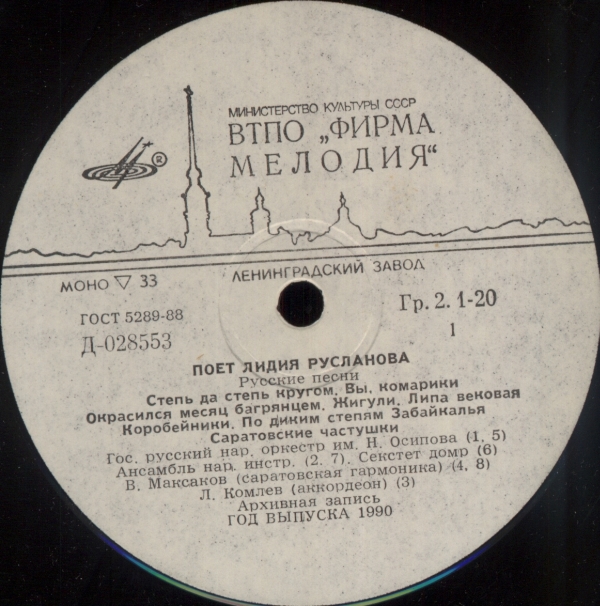 МИНИСТЕРСТВО КУЛЬТУРЫ СССР
ВТПО „ФИРМА
МЕЛОДИЯ“
®
ЛЕНИНГРАДСКИЙ ЗАВОД
МОНО ▽ 33
ГОСТ 5289-88
Д-028553
Гр. 2. 1-20
1
ПОЕТ ЛИДИЯ РУСЛАНОВА
Русские песни
Степь да степь кругом. Вы, комарики
Окрасился месяц багрянцем. Жигули. Липа вековая
Коробейники. По диким степям Забайкалья
Саратовские частушки
Гос. русский нар. оркестр им. Н. Осипова (1, 5)
Ансамбль нар. инстр. (2, 7). Секстет домр (6)
В. Максаков (саратовская гармоника) (4, 8)
Л. Комлев (аккордеон) (3)
Архивная запись
ГОД ВЫПУСКА 1990